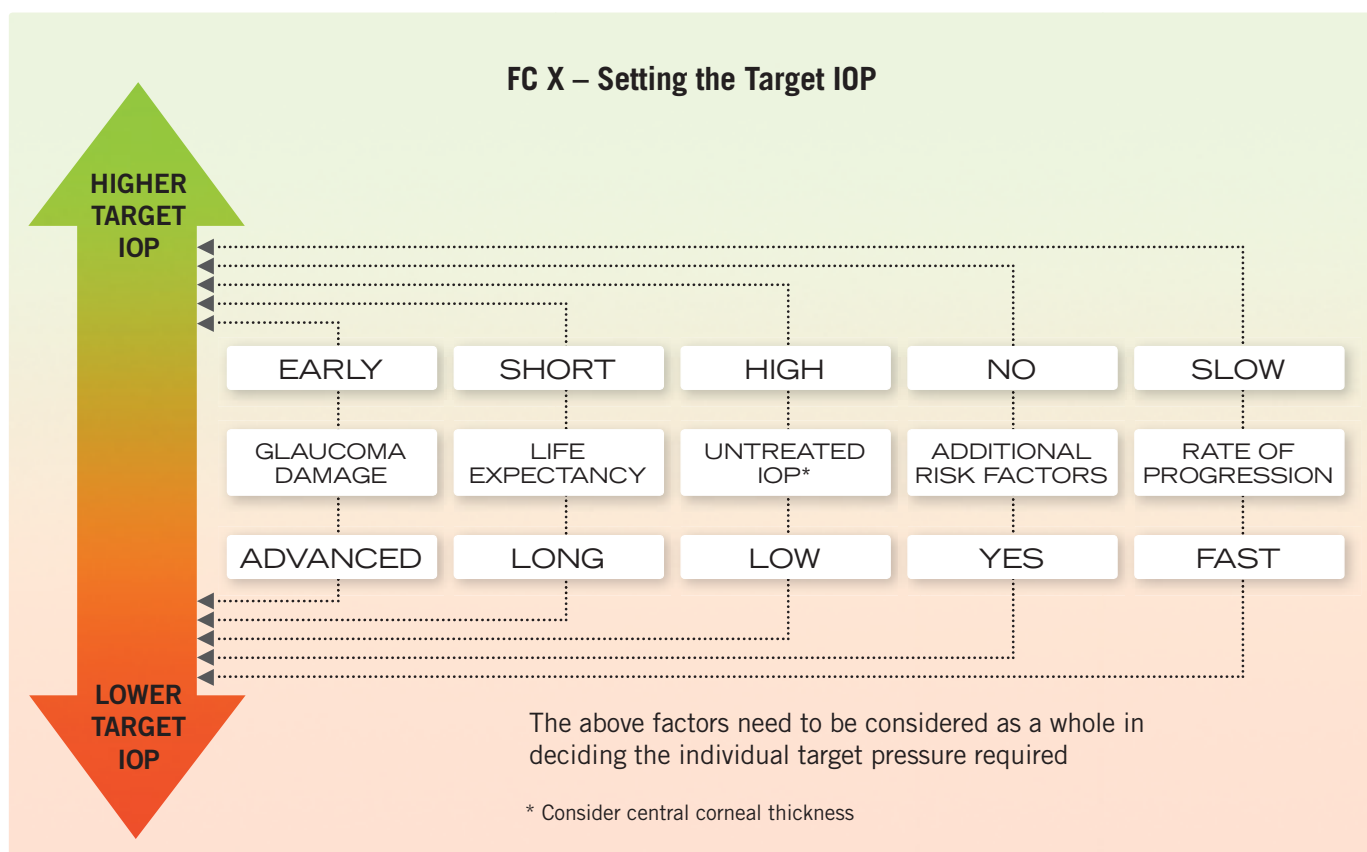 FC X – Setting the Target IOP
HIGHER
TARGET
IOP
EARLY
SHORT
HIGH
NO
SLOW
GLAUCOMA
DAMAGE
LIFE
EXPECTANCY
UNTREATED
IOP*
ADDITIONAL
RISK FACTORS
RATE OF
PROGRESSION
ADVANCED
LONG
LOW
YES
FAST
LOWER
TARGET
IOP
The above factors need to be considered as a whole in
deciding the individual target pressure required
* Consider central corneal thickness